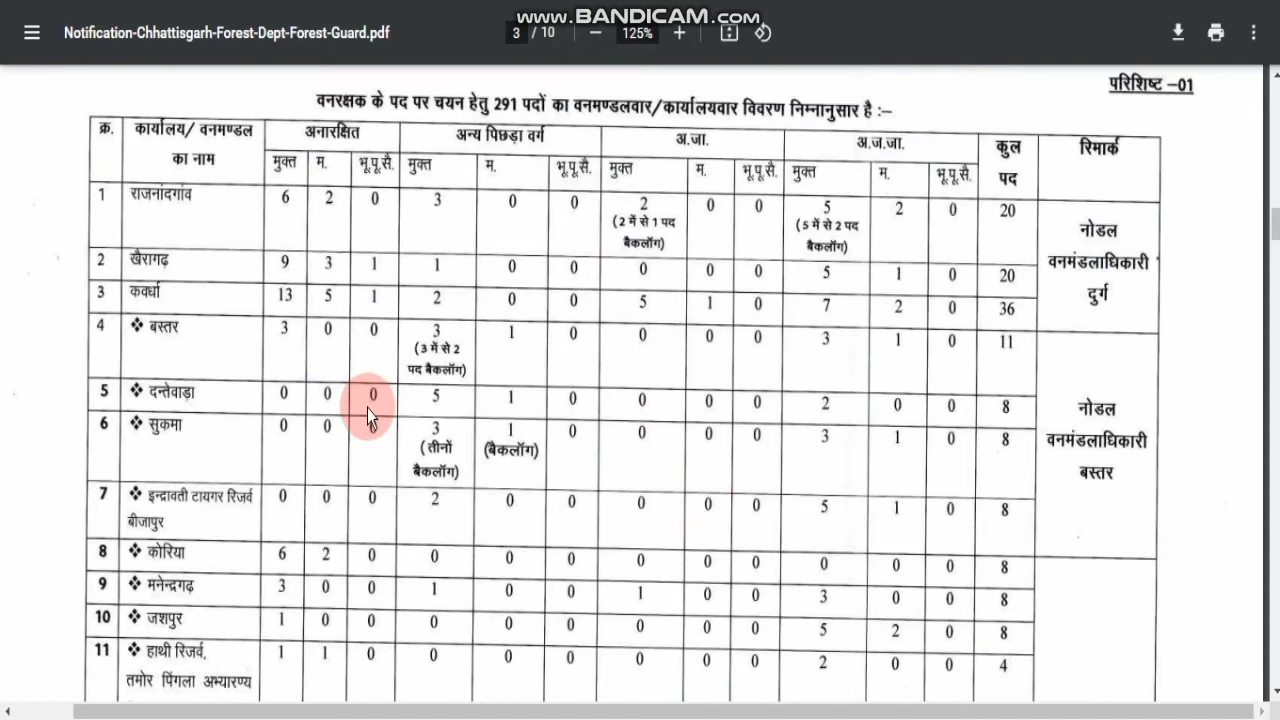 www.BANDICAM.com
Notification-Chhattisgarh-Forest-Dept-Forest-Guard.pdf 3 / 10 125%
परिशिष्ट –01
वनरक्षक के पद पर चयन हेतु 291 पदों का वनमण्डलवार/कार्यालयवार विवरण निम्नानुसार है :–
क्र. कार्यालय/ वनमण्डल का नाम अनारक्षित अन्य पिछड़ा वर्ग अ.जा. अ.ज.जा. कुल पद रिमार्क
मुक्त म. भू.पू.सै. मुक्त म. भू.पू.सै. मुक्त म. भू.पू.सै. मुक्त म. भू.पू.सै.
1 राजनांदगांव 6 2 0 3 0 0 2 0 0 5 2 0 20
(2 में से 1 पद (5 में से 2 पद
बैकलॉग) बैकलॉग)
नोडल
वनमंडलाधिकारी
दुर्ग
2 खैरागढ़ 9 3 1 1 0 0 0 0 0 5 1 0 20
3 कवर्धा 13 5 1 2 0 0 5 1 0 7 2 0 36
4 ❖ बस्तर 3 0 0 3 1 0 0 0 0 3 1 0 11
(3 में से 2
पद बैकलॉग)
5 ❖ दन्तेवाड़ा 0 0 0 5 1 0 0 0 0 2 0 0 8
नोडल
वनमंडलाधिकारी
बस्तर
6 ❖ सुकमा 0 0 3 1 0 0 0 0 3 1 0 8
(तीनों (बैकलॉग)
बैकलॉग)
7 ❖ इन्द्रावती टायगर रिजर्व 0 0 0 2 0 0 0 0 0 5 1 0 8
बीजापुर
8 ❖ कोरिया 6 2 0 0 0 0 0 0 0 0 0 0 8
9 ❖ मनेन्द्रगढ़ 3 0 0 1 0 0 1 0 0 3 0 0 8
10 ❖ जशपुर 1 0 0 0 0 0 0 0 0 5 2 0 8
11 ❖ हाथी रिजर्व, 1 1 0 0 0 0 0 0 0 2 0 0 4
तमोर पिंगला अभ्यारण्य